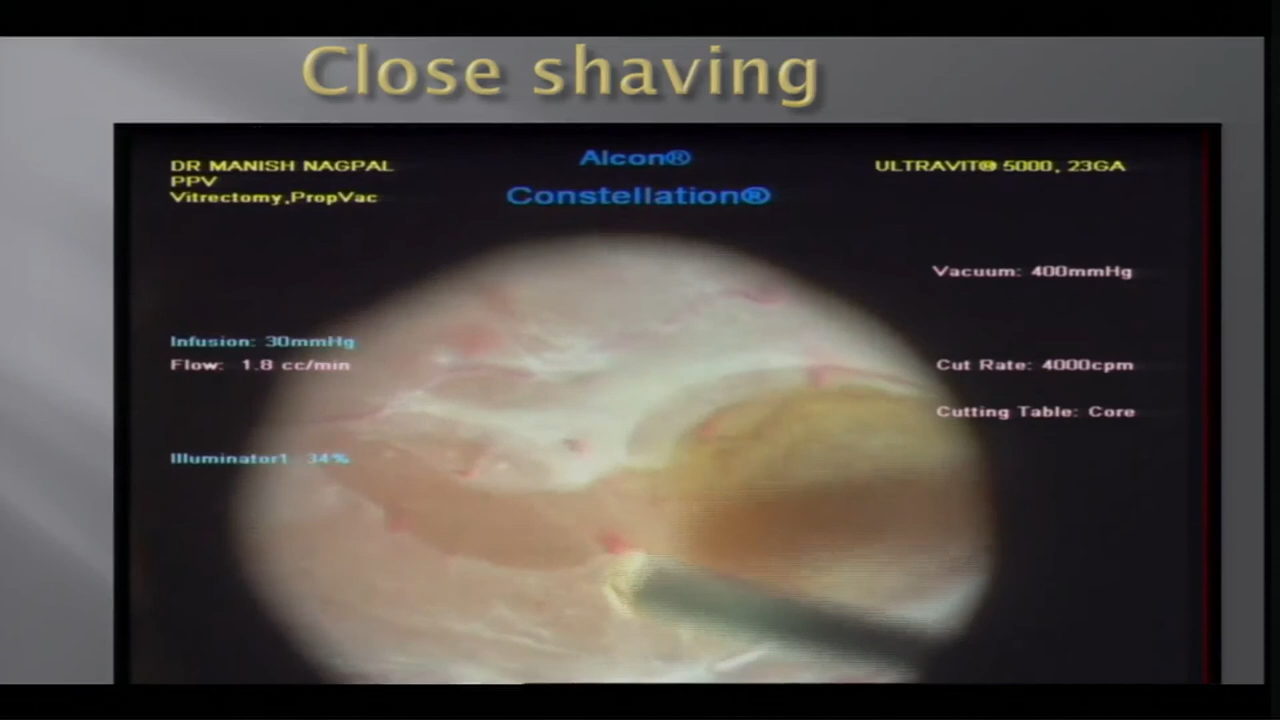 Close shaving
DR MANISH NAGPAL
PPV
Vitrectomy,PropVac
Alcon®
Constellation®
ULTRAVIT® 5000, 23GA
Vacuum: 400mmHg
Infusion: 30mmHg
Flow: 1.8 cc/min
Cut Rate: 4000cpm
Cutting Table: Core
Illuminator1: 34%